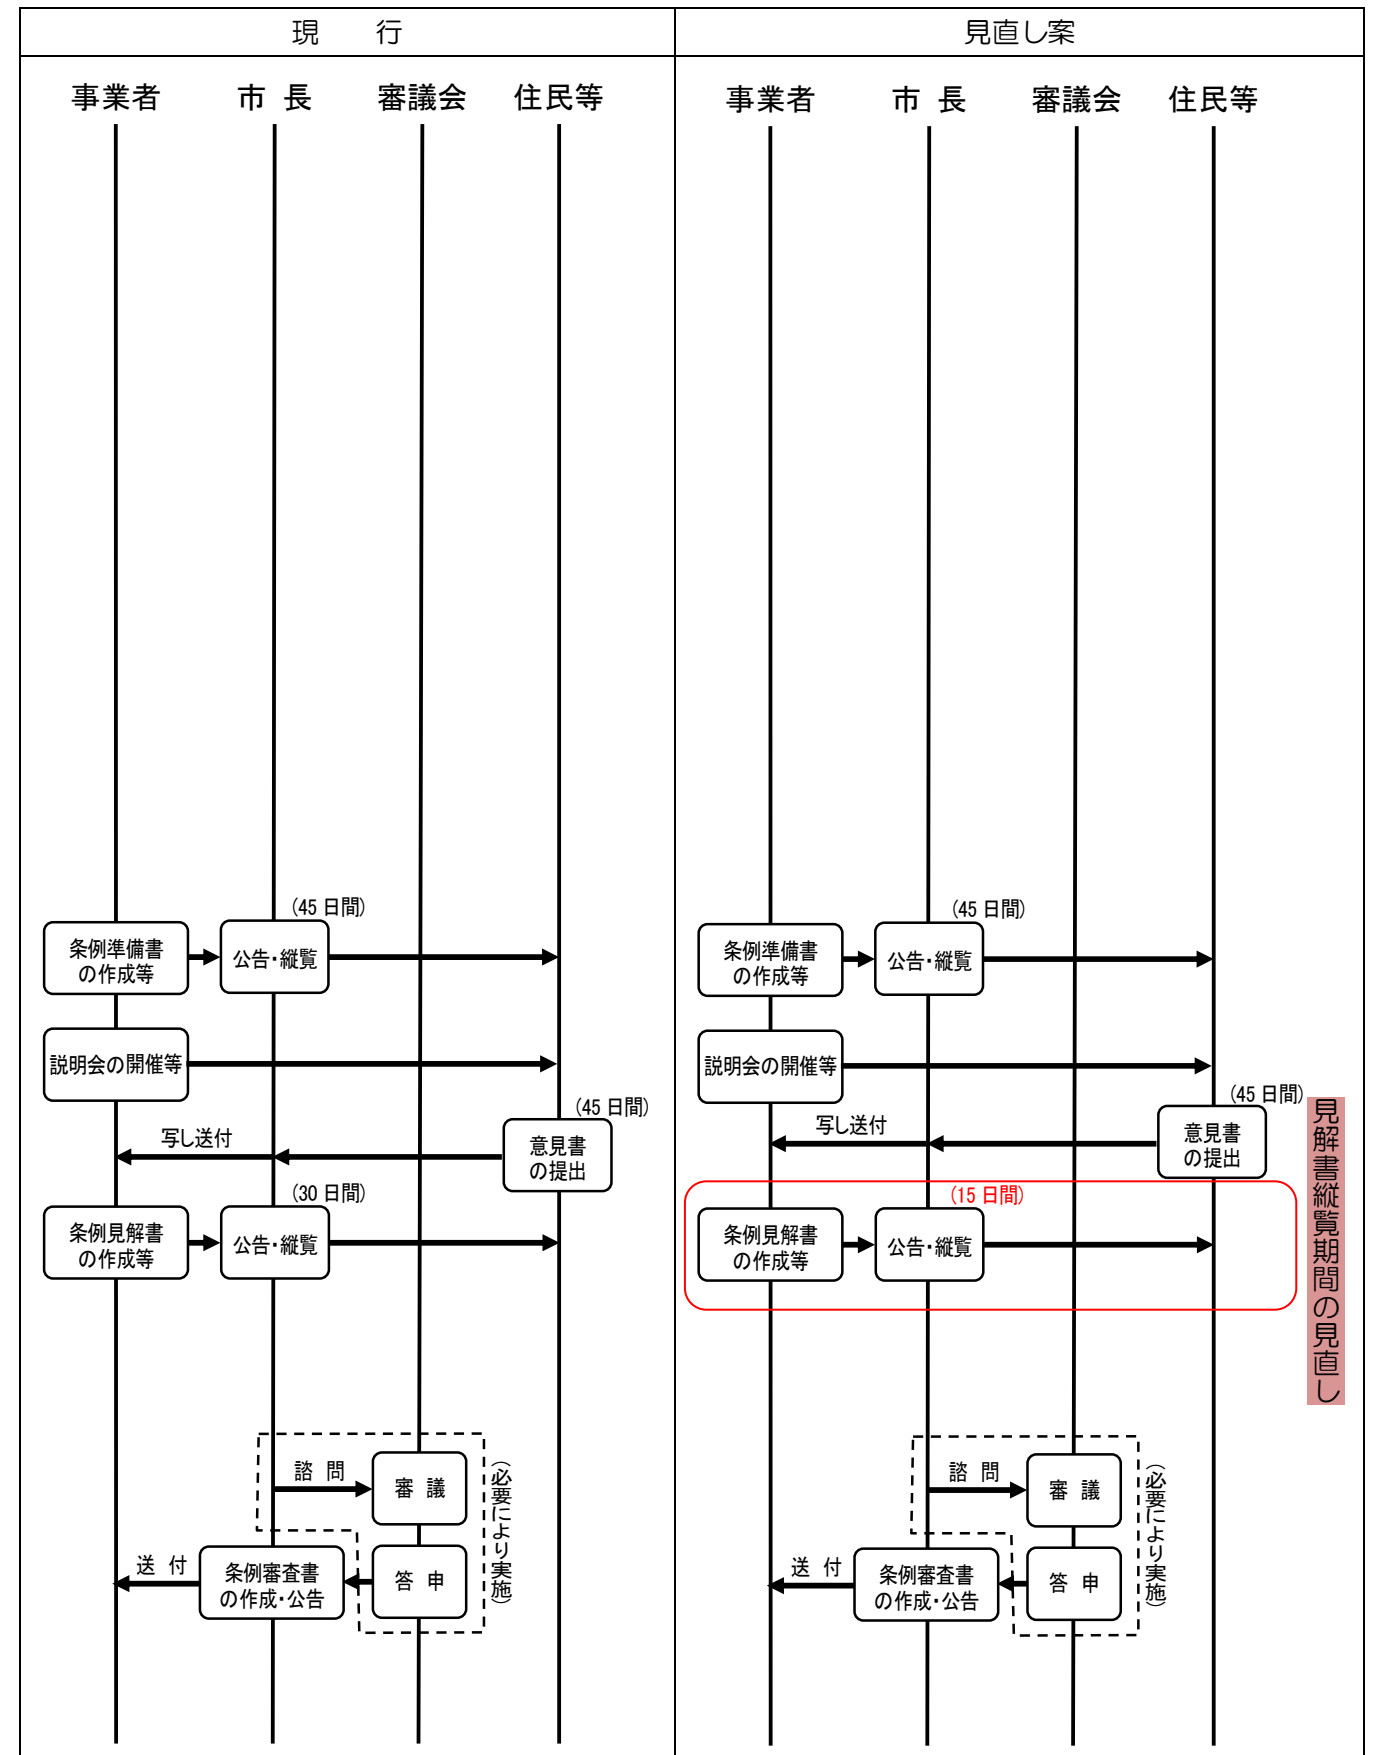 現　行
見直し案
事業者
市 長
審議会
住民等
(45 日間)
条例準備書
の作成等
公告・縦覧
説明会の開催等
(45 日間)
写し送付
意見書
の提出
(30 日間)
条例見解書
の作成等
公告・縦覧
諮 問
審 議
(必要により実施)
送 付
条例審査書
の作成・公告
答 申
事業者
市 長
審議会
住民等
(45 日間)
条例準備書
の作成等
公告・縦覧
説明会の開催等
(45 日間)
写し送付
意見書
の提出
見解書縦覧期間の見直し
(15 日間)
条例見解書
の作成等
公告・縦覧
諮 問
審 議
(必要により実施)
送 付
条例審査書
の作成・公告
答 申